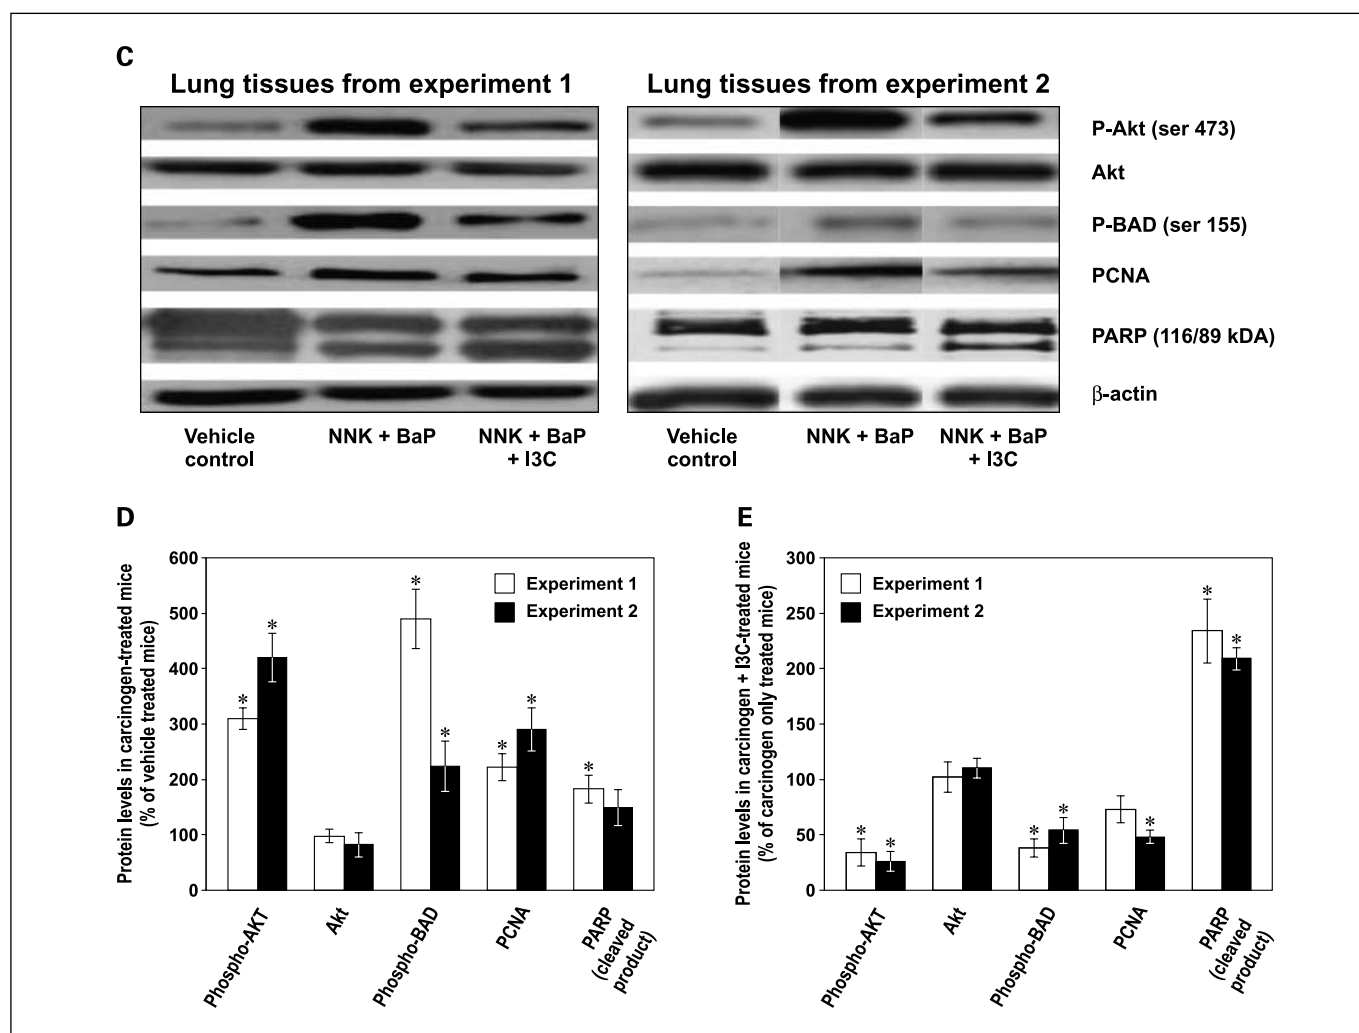 C
Lung tissues from experiment 1
Lung tissues from experiment 2
P-Akt (ser 473)
Akt
P-BAD (ser 155)
PCNA
PARP (116/89 kDA)
β-actin
Vehicle
control
NNK + BaP
NNK + BaP
+ I3C
Vehicle
control
NNK + BaP
NNK + BaP
+ I3C
D
Protein levels in carcinogen-treated mice
(% of vehicle treated mice)
600
500
400
300
200
100
0
Experiment 1
Experiment 2
*
*
*
*
*
*
*
Phospho-AKT
Akt
Phospho-BAD
PCNA
PARP
(cleaved
product)
E
Protein levels in carcinogen + I3C-treated mice
(% of carcinogen only treated mice)
300
250
200
150
100
50
0
Experiment 1
Experiment 2
*
*
*
*
*
*
*
Phospho-AKT
Akt
Phospho-BAD
PCNA
PARP
(cleaved
product)